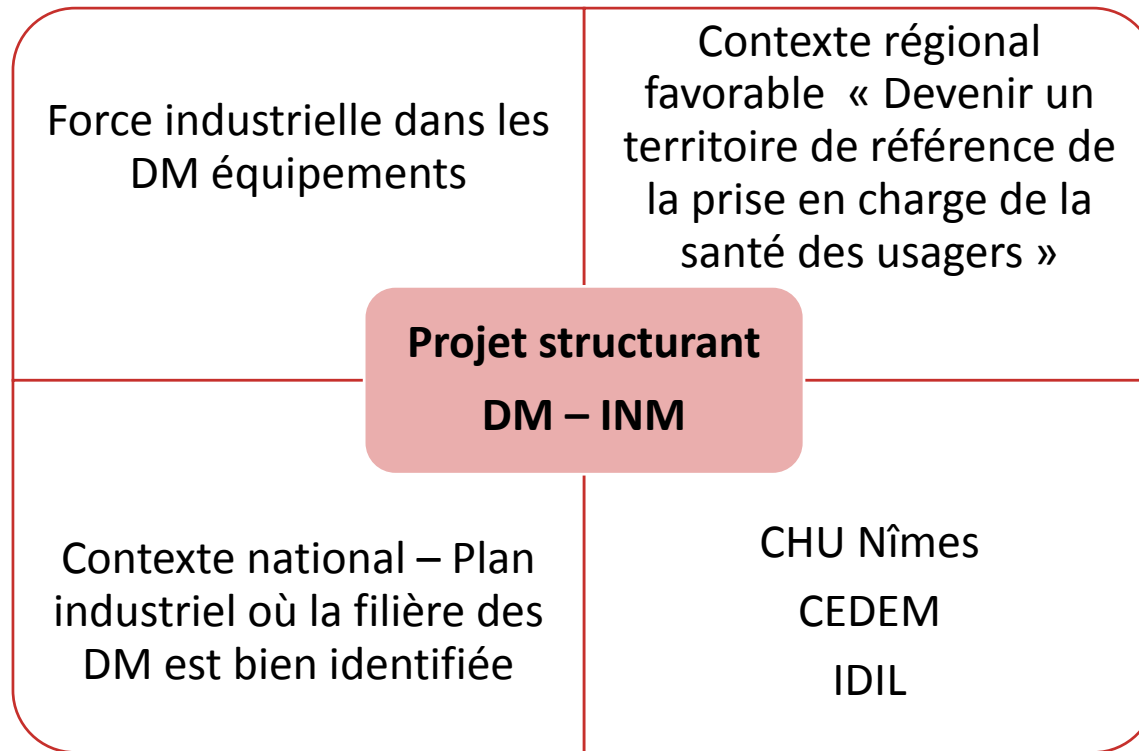 Force industrielle dans les
DM équipements
Contexte régional
favorable « Devenir un
territoire de référence de
la prise en charge de la
santé des usagers »
Projet structurant
DM – INM
Contexte national – Plan
industriel où la filière des
DM est bien identifiée
CHU Nîmes
CEDEM
IDIL